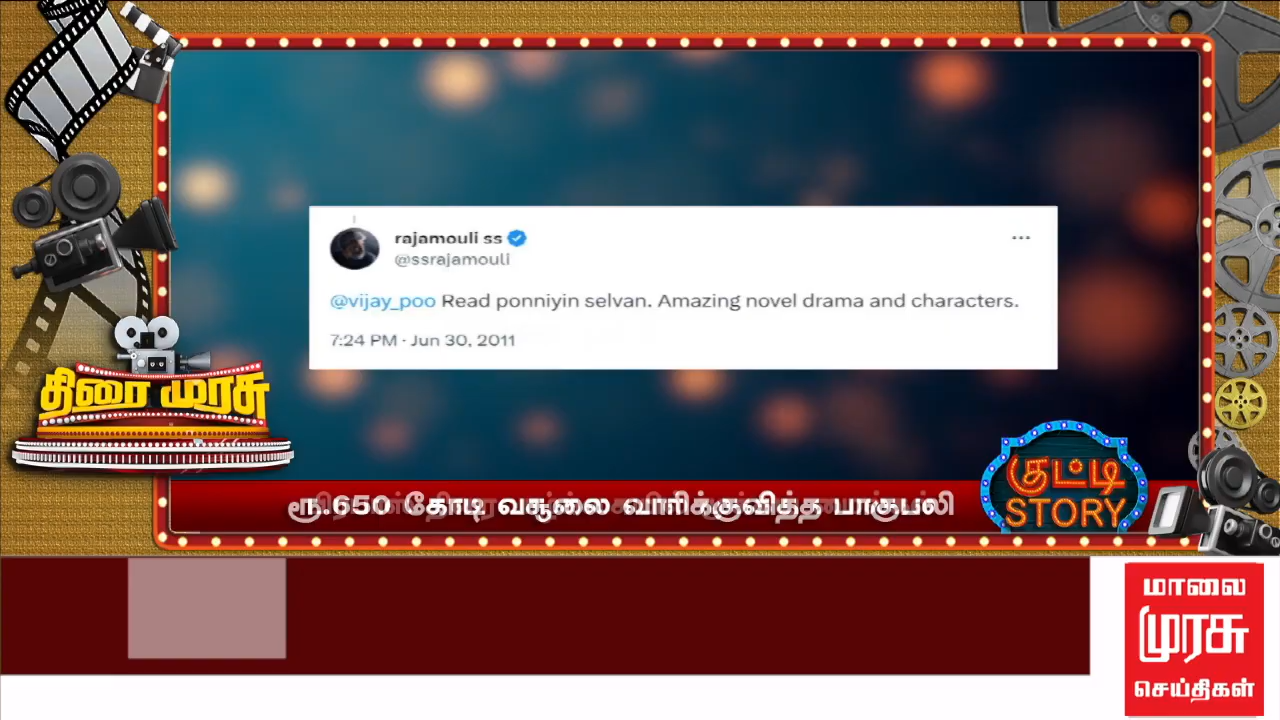 rajamouli ss
@ssrajamouli
@vijay_poo Read ponniyin selvan. Amazing novel drama and characters.
7:24 PM · Jun 30, 2011
திரை முரசு
ரூ.650 கோடி வசூலை வாரிக்குவித்த பாகுபலி
குட்டி
STORY
மாலை
முரசு
செய்திகள்